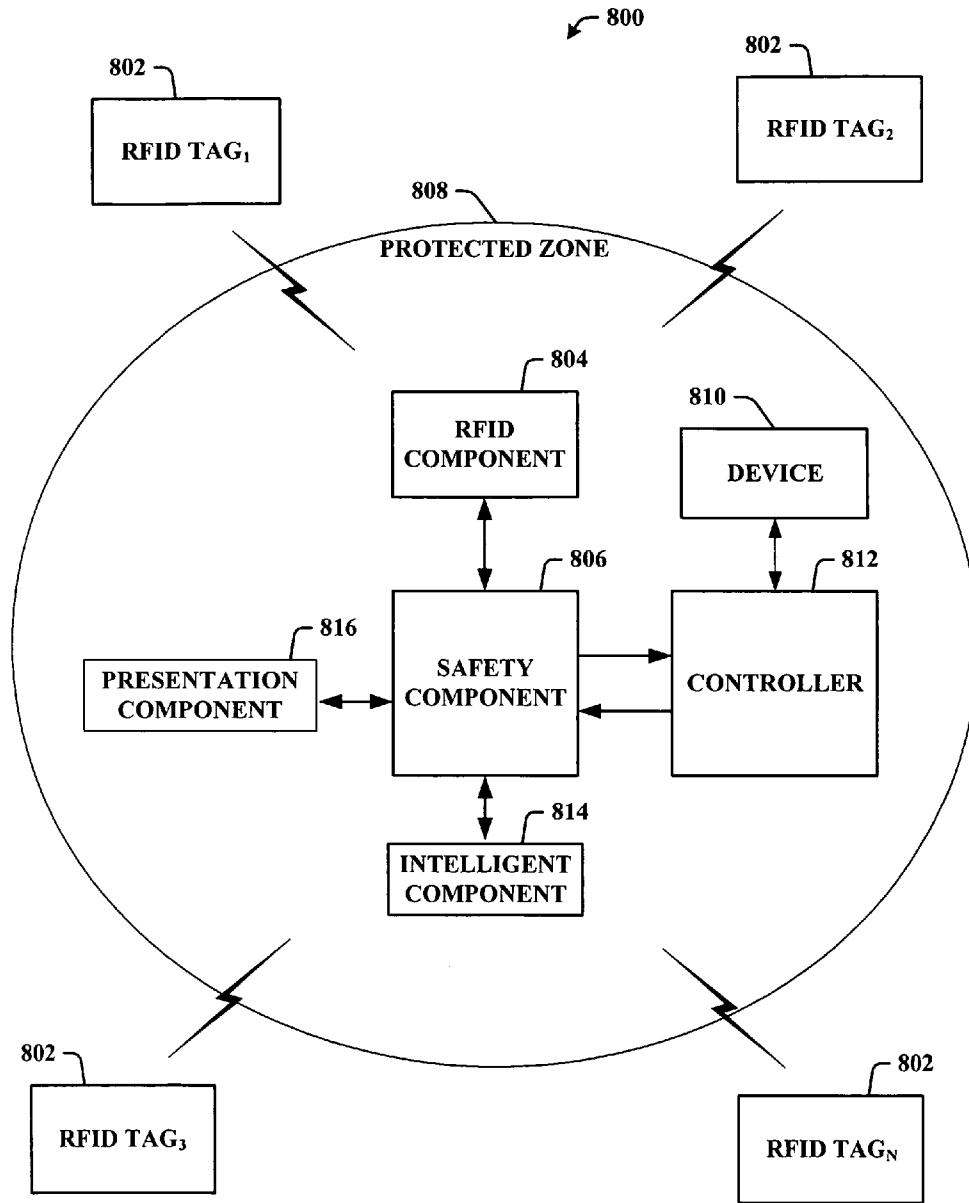 800
802
RFID TAG₁
802
RFID TAG₂
808
PROTECTED ZONE
804
RFID
COMPONENT
810
DEVICE
806
SAFETY
COMPONENT
812
CONTROLLER
816
PRESENTATION
COMPONENT
814
INTELLIGENT
COMPONENT
802
RFID TAG₃
802
RFID TAGN